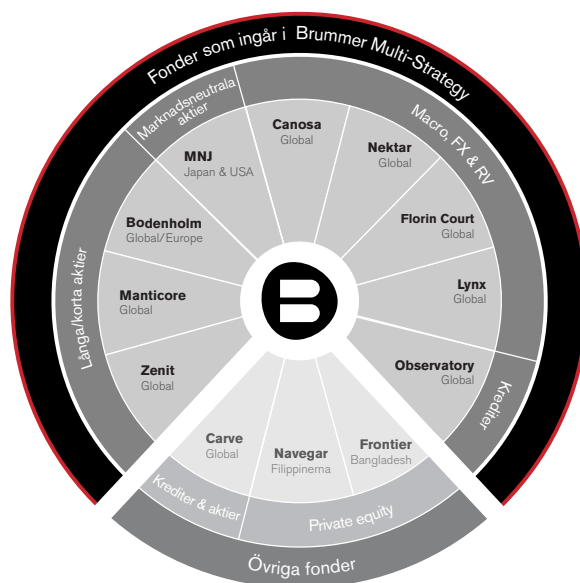 Fonder som ingår i Brummer Multi-Strategy
Marknadsneutrala
aktier
Macro, FX & RV
Långa/korta aktier
Krediter
Canosa
Global
Nektar
Global
Florin Court
Global
Lynx
Global
Observatory
Global
MNJ
Japan & USA
Bodenholm
Global/Europe
Manticore
Global
Zenit
Global
B
Carve
Global
Navegar
Filippinerna
Frontier
Bangladesh
Krediter & aktier
Private equity
Övriga fonder